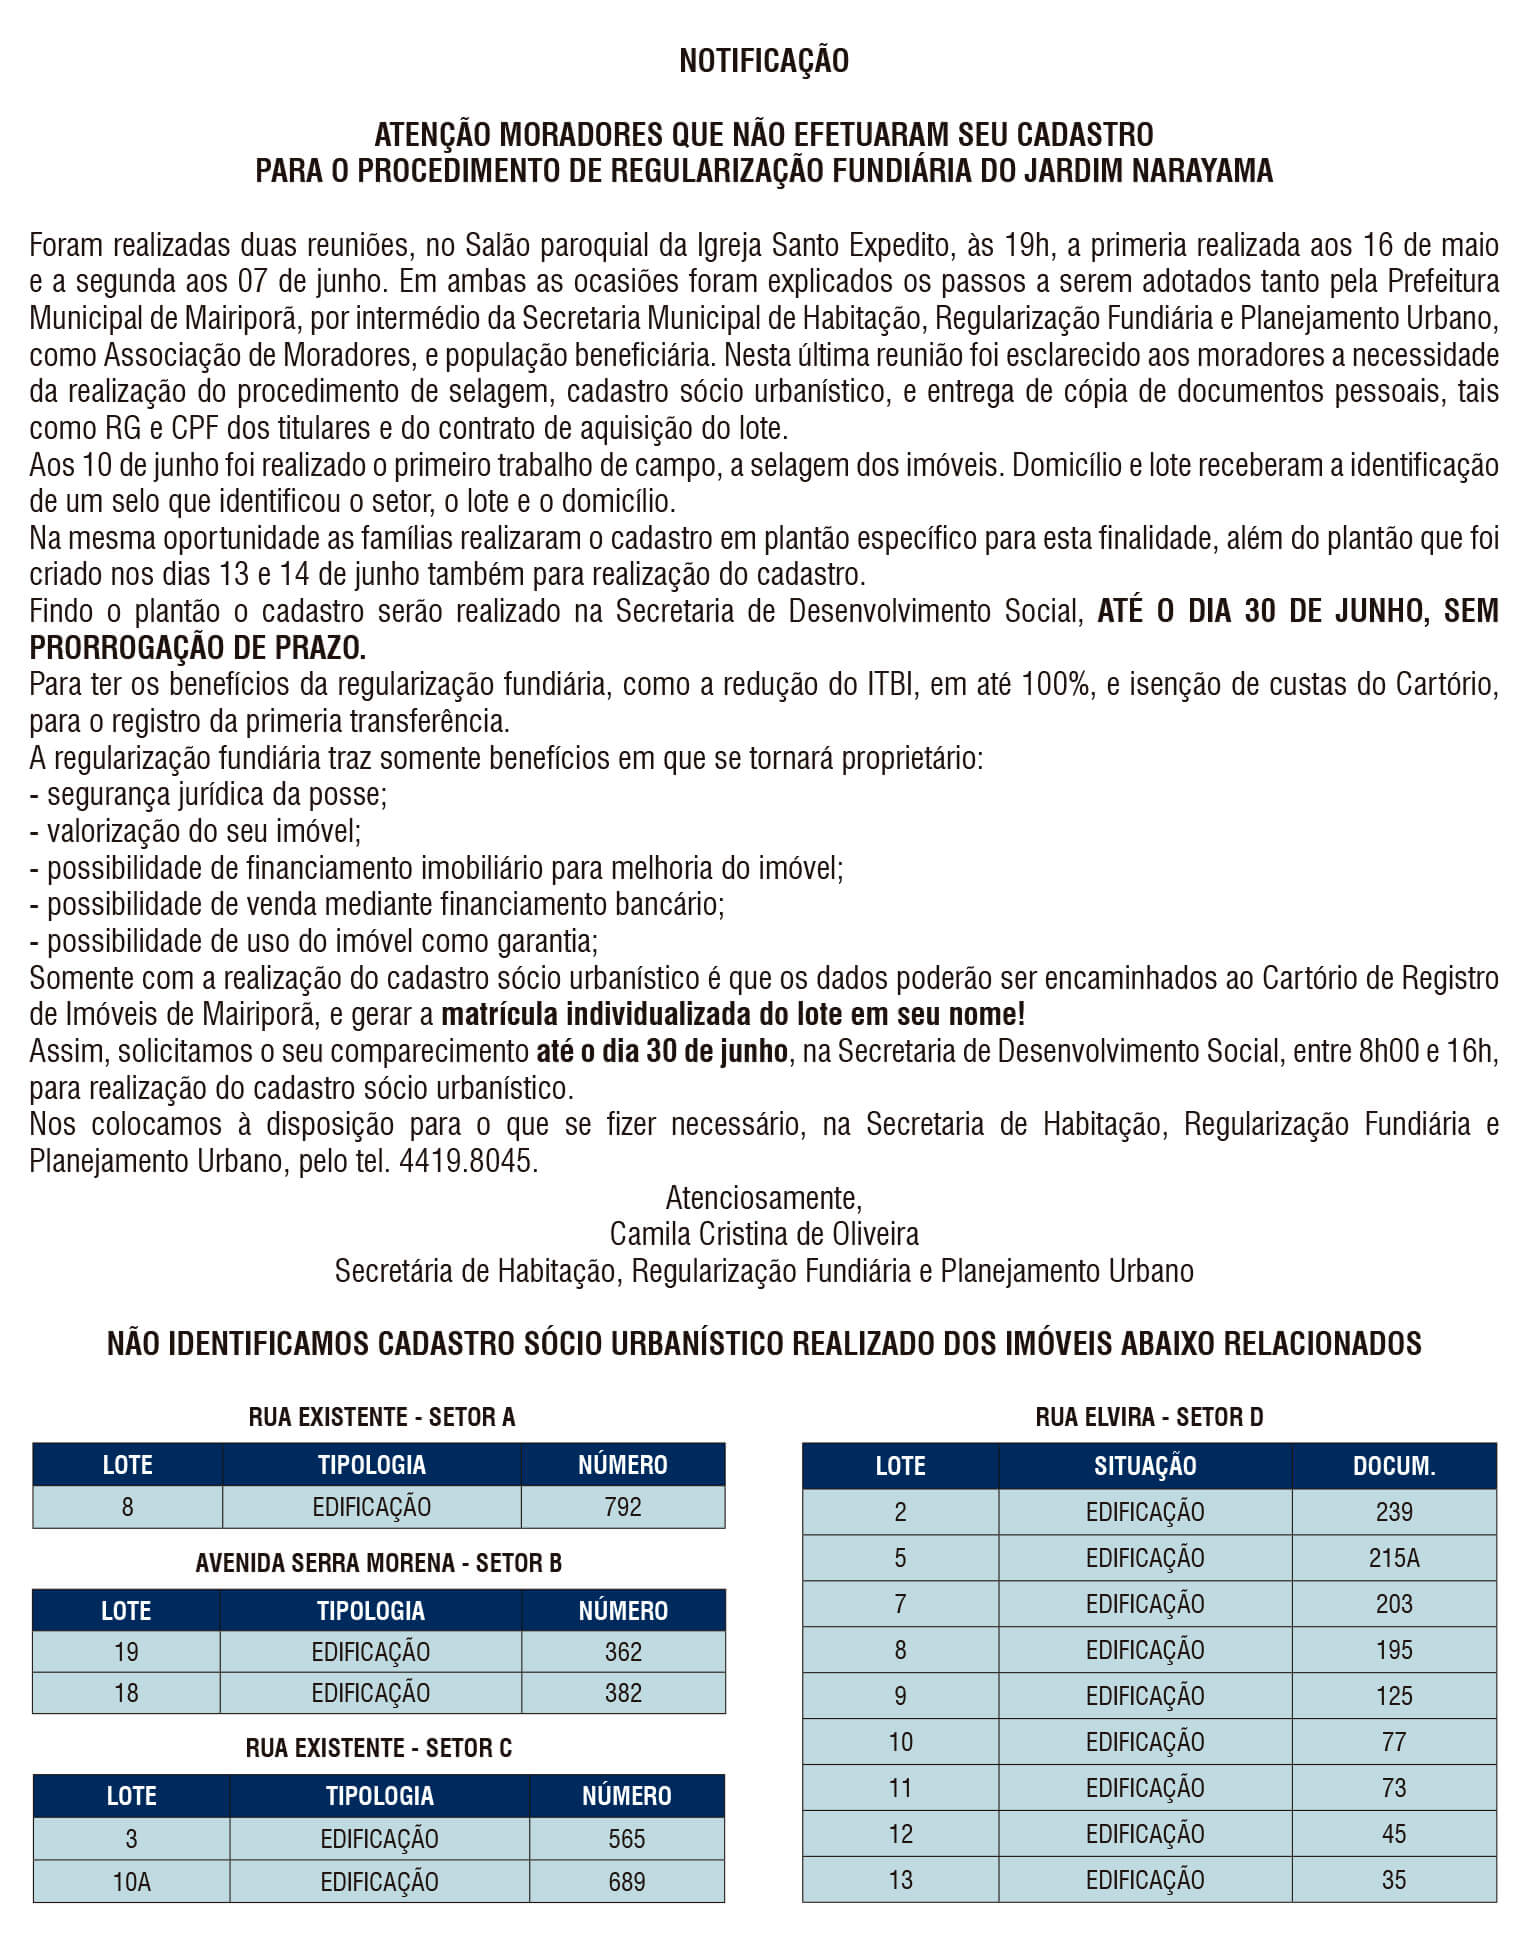 NOTIFICAÇÃO
ATENÇÃO MORADORES QUE NÃO EFETUARAM SEU CADASTRO
PARA O PROCEDIMENTO DE REGULARIZAÇÃO FUNDIÁRIA DO JARDIM NARAYAMA
Foram realizadas duas reuniões, no Salão paroquial da Igreja Santo Expedito, às 19h, a primeria realizada aos 16 de maio
e a segunda aos 07 de junho. Em ambas as ocasiões foram explicados os passos a serem adotados tanto pela Prefeitura
Municipal de Mairiporã, por intermédio da Secretaria Municipal de Habitação, Regularização Fundiária e Planejamento Urbano,
como Associação de Moradores, e população beneficiária. Nesta última reunião foi esclarecido aos moradores a necessidade
da realização do procedimento de selagem, cadastro sócio urbanístico, e entrega de cópia de documentos pessoais, tais
como RG e CPF dos titulares e do contrato de aquisição do lote.
Aos 10 de junho foi realizado o primeiro trabalho de campo, a selagem dos imóveis. Domicílio e lote receberam a identificação
de um selo que identificou o setor, o lote e o domicílio.
Na mesma oportunidade as famílias realizaram o cadastro em plantão específico para esta finalidade, além do plantão que foi
criado nos dias 13 e 14 de junho também para realização do cadastro.
Findo o plantão o cadastro serão realizado na Secretaria de Desenvolvimento Social, ATÉ O DIA 30 DE JUNHO, SEM
PRORROGAÇÃO DE PRAZO.
Para ter os benefícios da regularização fundiária, como a redução do ITBI, em até 100%, e isenção de custas do Cartório,
para o registro da primeria transferência.
A regularização fundiária traz somente benefícios em que se tornará proprietário:
- segurança jurídica da posse;
- valorização do seu imóvel;
- possibilidade de financiamento imobiliário para melhoria do imóvel;
- possibilidade de venda mediante financiamento bancário;
- possibilidade de uso do imóvel como garantia;
Somente com a realização do cadastro sócio urbanístico é que os dados poderão ser encaminhados ao Cartório de Registro
de Imóveis de Mairiporã, e gerar a matrícula individualizada do lote em seu nome!
Assim, solicitamos o seu comparecimento até o dia 30 de junho, na Secretaria de Desenvolvimento Social, entre 8h00 e 16h,
para realização do cadastro sócio urbanístico.
Nos colocamos à disposição para o que se fizer necessário, na Secretaria de Habitação, Regularização Fundiária e
Planejamento Urbano, pelo tel. 4419.8045.
Atenciosamente,
Camila Cristina de Oliveira
Secretária de Habitação, Regularização Fundiária e Planejamento Urbano
NÃO IDENTIFICAMOS CADASTRO SÓCIO URBANÍSTICO REALIZADO DOS IMÓVEIS ABAIXO RELACIONADOS
RUA EXISTENTE - SETOR A
LOTE TIPOLOGIA NÚMERO
8 EDIFICAÇÃO 792
AVENIDA SERRA MORENA - SETOR B
LOTE TIPOLOGIA NÚMERO
19 EDIFICAÇÃO 362
18 EDIFICAÇÃO 382
RUA EXISTENTE - SETOR C
LOTE TIPOLOGIA NÚMERO
3 EDIFICAÇÃO 565
10A EDIFICAÇÃO 689
RUA ELVIRA - SETOR D
LOTE SITUAÇÃO DOCUM.
2 EDIFICAÇÃO 239
5 EDIFICAÇÃO 215A
7 EDIFICAÇÃO 203
8 EDIFICAÇÃO 195
9 EDIFICAÇÃO 125
10 EDIFICAÇÃO 77
11 EDIFICAÇÃO 73
12 EDIFICAÇÃO 45
13 EDIFICAÇÃO 35